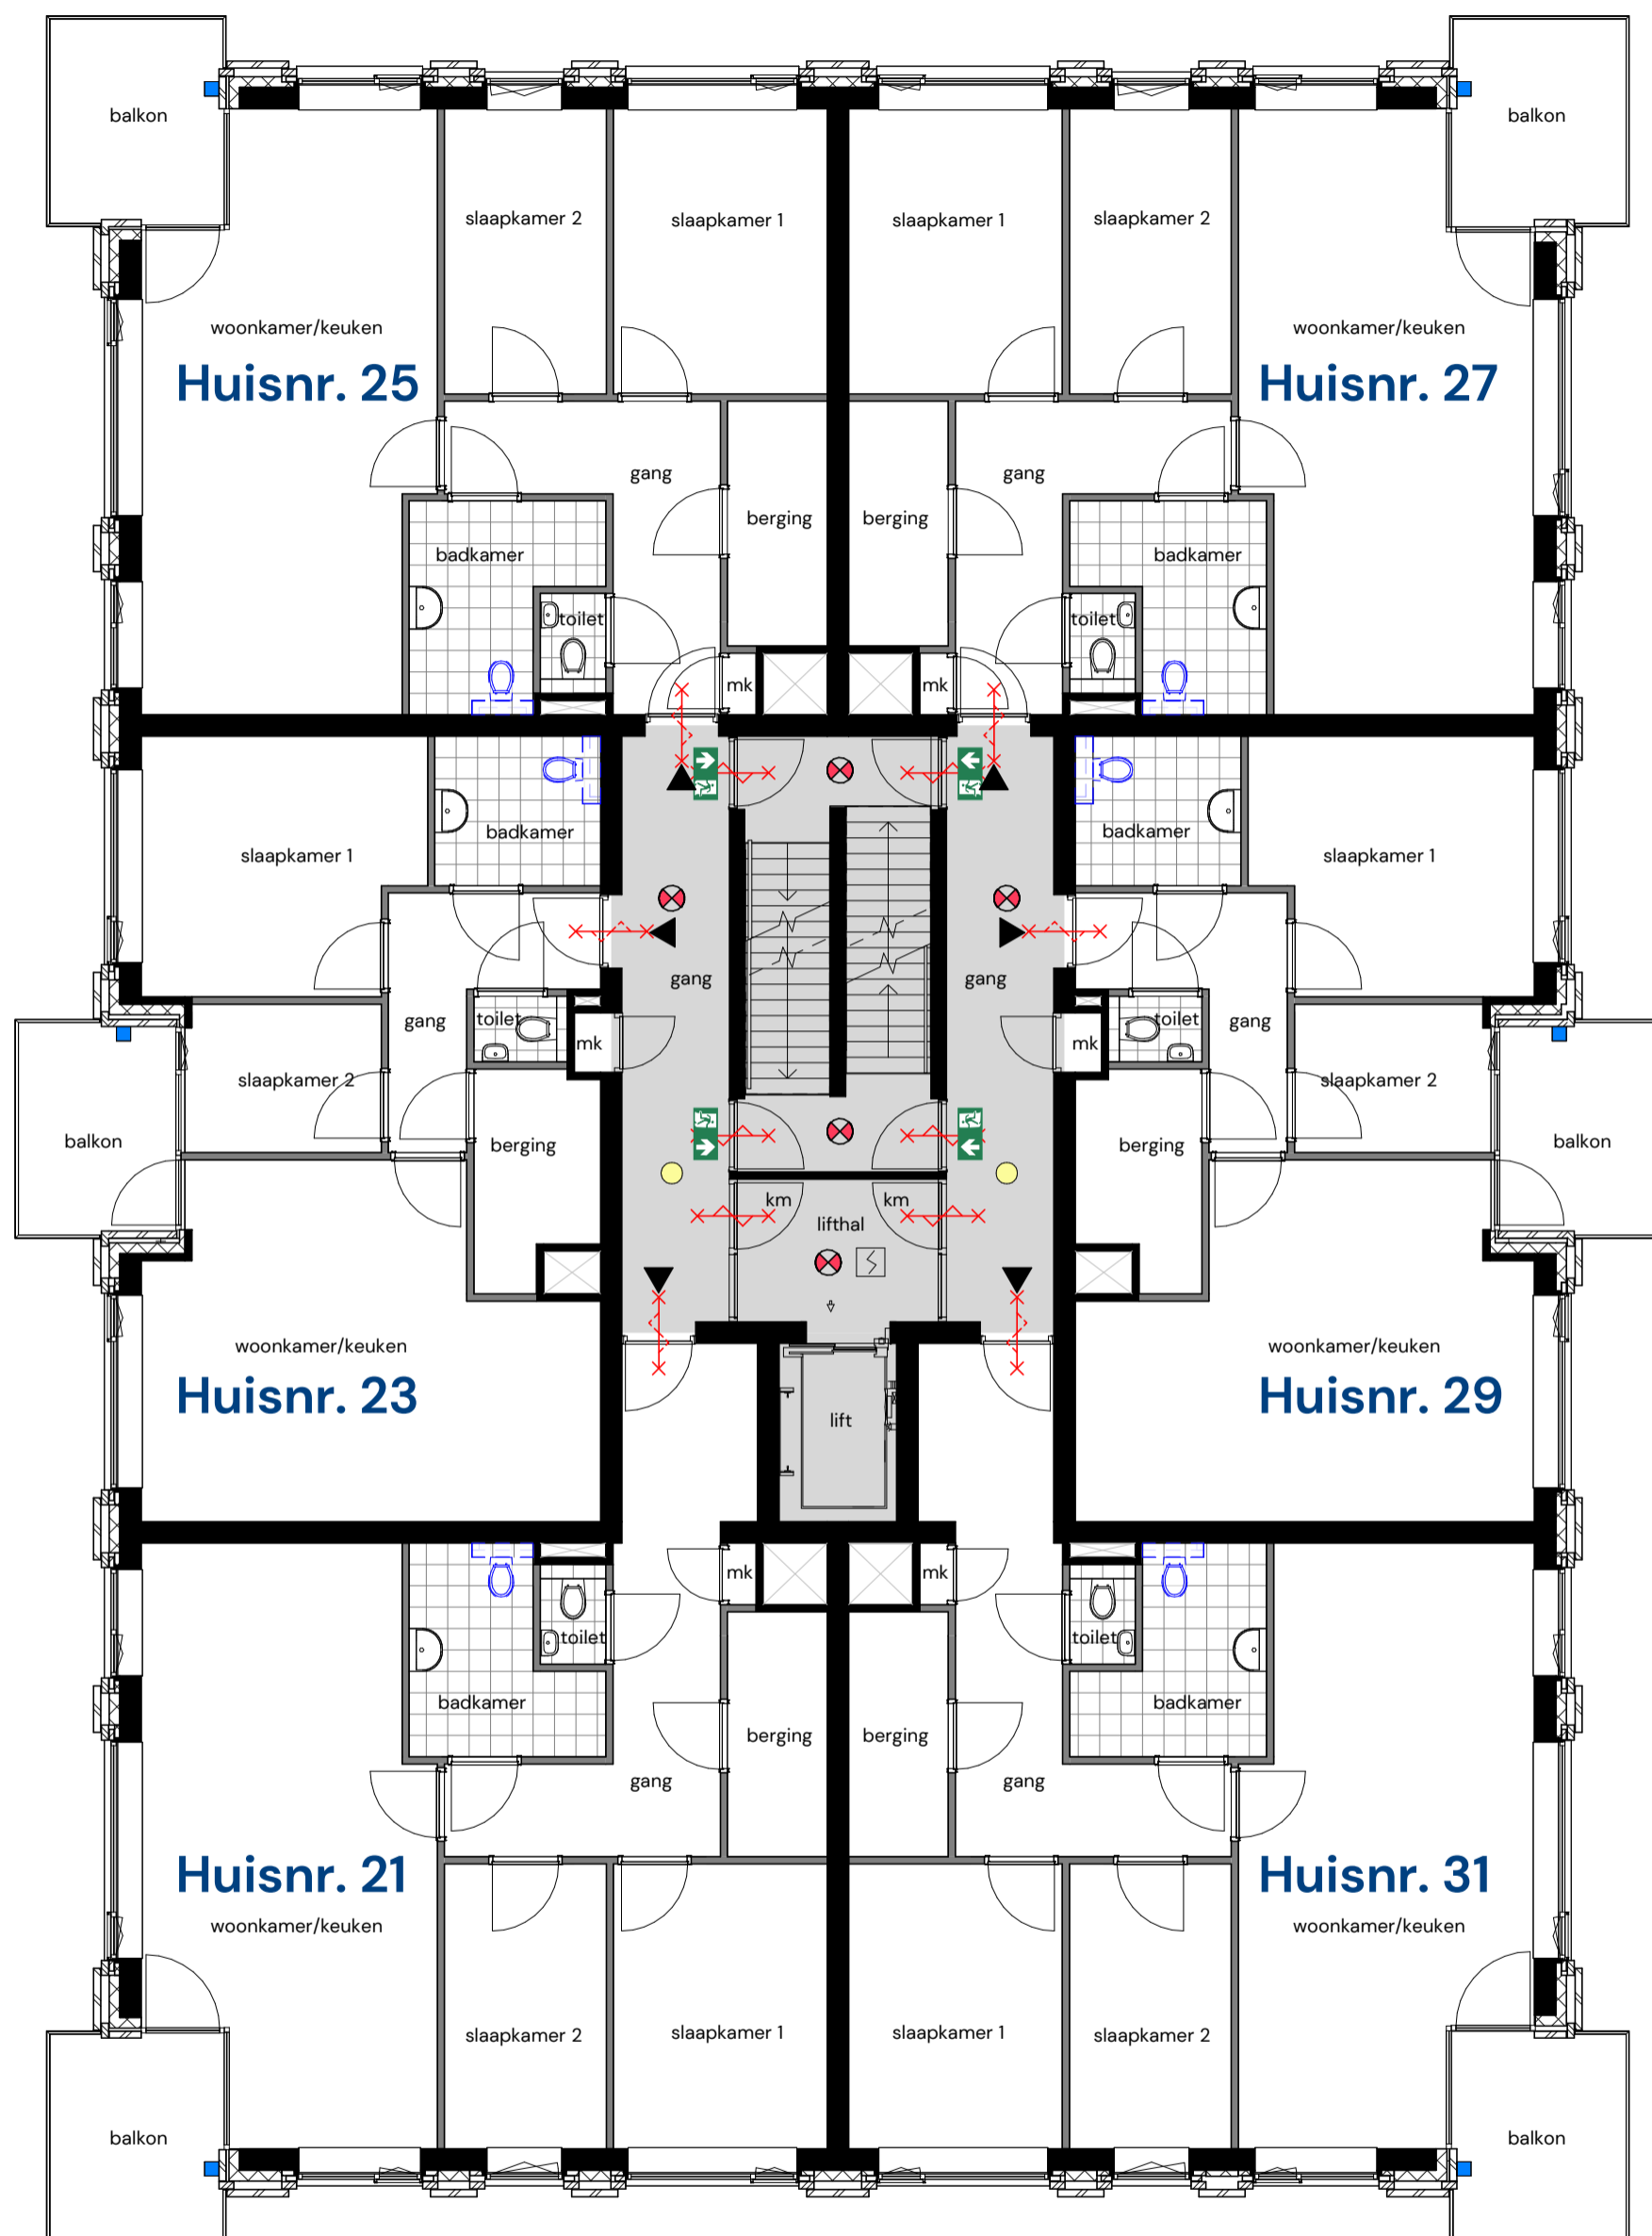 balkon
balkon
slaapkamer 2
slaapkamer 1
slaapkamer 1
slaapkamer 2
woonkamer/keuken
woonkamer/keuken
Huisnr. 25
Huisnr. 27
gang
gang
berging
berging
badkamer
badkamer
toilet
toilet
mk
mk
badkamer
badkamer
slaapkamer 1
slaapkamer 1
gang
gang
gang
toilet
toilet
gang
mk
mk
slaapkamer 2
slaapkamer 2
balkon
berging
berging
balkon
km
km
lifthal
woonkamer/keuken
woonkamer/keuken
Huisnr. 23
Huisnr. 29
lift
mk
mk
toilet
toilet
badkamer
badkamer
berging
berging
gang
gang
Huisnr. 21
Huisnr. 31
woonkamer/keuken
woonkamer/keuken
slaapkamer 2
slaapkamer 1
slaapkamer 1
slaapkamer 2
balkon
balkon